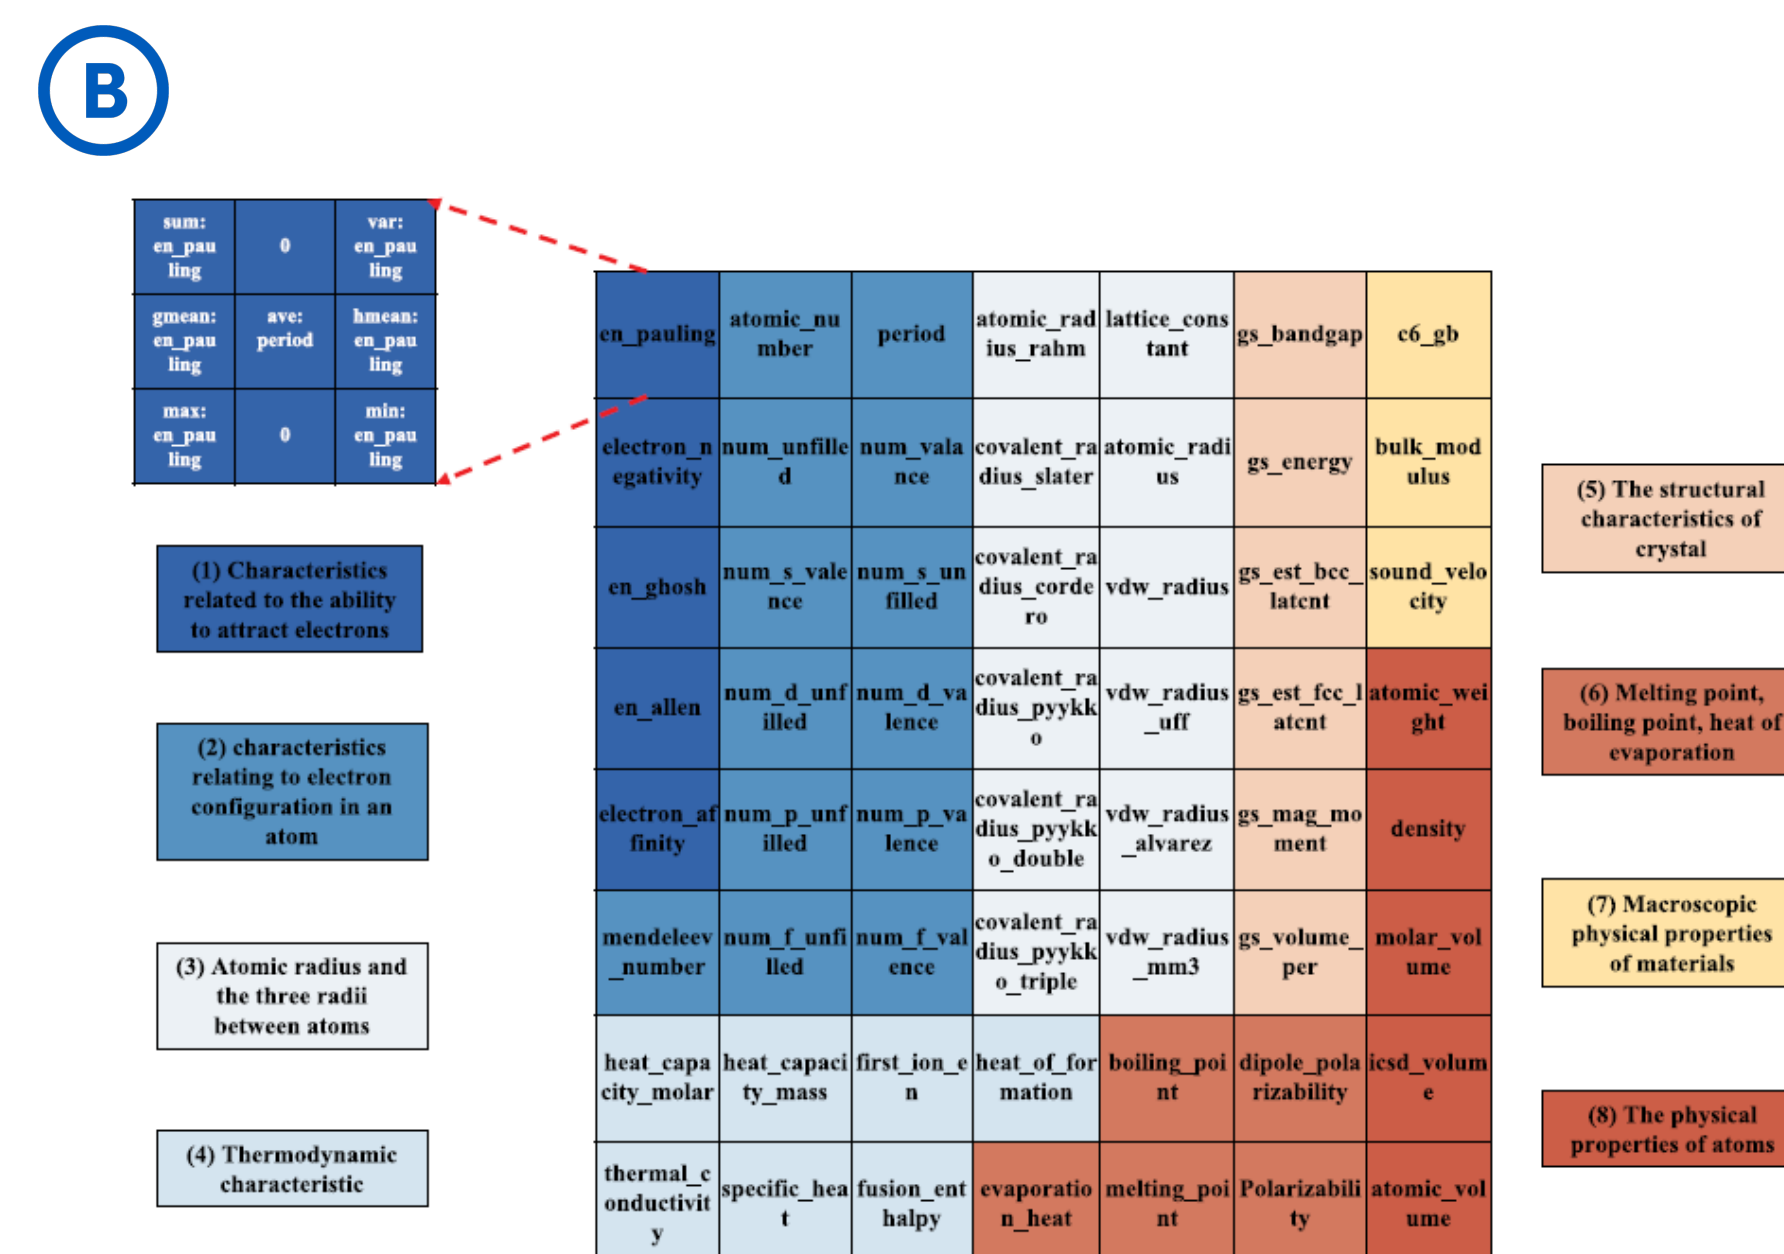 B
sum:
en_pau
ling
0
var:
en_pau
ling
gmean:
en_pau
ling
ave:
period
hmean:
en_pau
ling
max:
en_pau
ling
0
min:
en_pau
ling
(1) Characteristics
related to the ability
to attract electrons
(2) characteristics
relating to electron
configuration in an
atom
(3) Atomic radius and
the three radii
between atoms
(4) Thermodynamic
characteristic
en_pauling
atomic_nu
mber
period
atomic_rad
ius_rahm
lattice_cons
tant
gs_bandgap
c6_gb
electron_n
egativity
num_unfille
d
num_vala
nce
covalent_ra
dius_slater
atomic_radi
us
gs_energy
bulk_mod
ulus
en_ghosh
num_s_vale
nce
num_s_un
filled
covalent_ra
dius_corde
ro
vdw_radius
gs_est_bcc_
latcnt
sound_velo
city
en_allen
num_d_unf
illed
num_d_va
lence
covalent_ra
dius_pyykk
o
vdw_radius
_uff
gs_est_fcc_l
atcnt
atomic_wei
ght
electron_af
finity
num_p_unf
illed
num_p_va
lence
covalent_ra
dius_pyykk
o_double
vdw_radius
_alvarez
gs_mag_mo
ment
density
mendeleev
_number
num_f_unfi
lled
num_f_val
ence
covalent_ra
dius_pyykk
o_triple
vdw_radius
_mm3
gs_volume_
per
molar_vol
ume
heat_capa
city_molar
heat_capaci
ty_mass
first_ion_e
n
heat_of_for
mation
boiling_poi
nt
dipole_pola
rizability
icsd_volum
e
thermal_c
onductivit
y
specific_hea
t
fusion_ent
halpy
evaporatio
n_heat
melting_poi
nt
Polarizabili
ty
atomic_vol
ume
(5) The structural
characteristics of
crystal
(6) Melting point,
boiling point, heat of
evaporation
(7) Macroscopic
physical properties
of materials
(8) The physical
properties of atoms